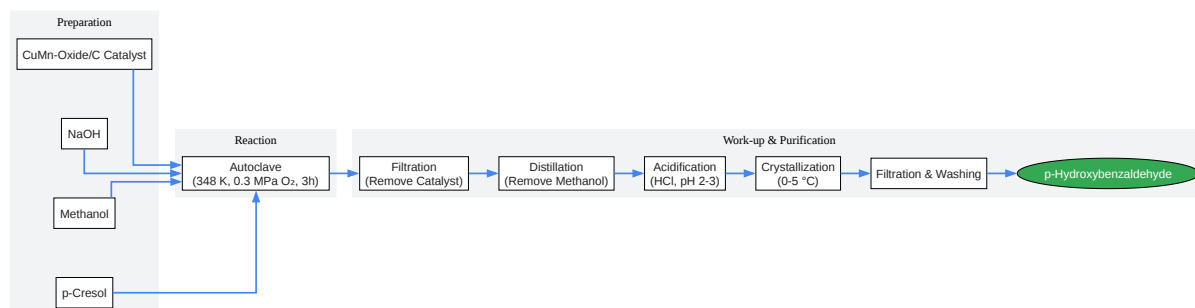 Preparation
CuMn-Oxide/C Catalyst
NaOH
Methanol
p-Cresol
Reaction
Autoclave
(348 K, 0.3 MPa O₂, 3h)
Work-up & Purification
Filtration
(Remove Catalyst)
Distillation
(Remove Methanol)
Acidification
(HCl, pH 2-3)
Crystallization
(0-5 °C)
Filtration & Washing
p-Hydroxybenzaldehyde